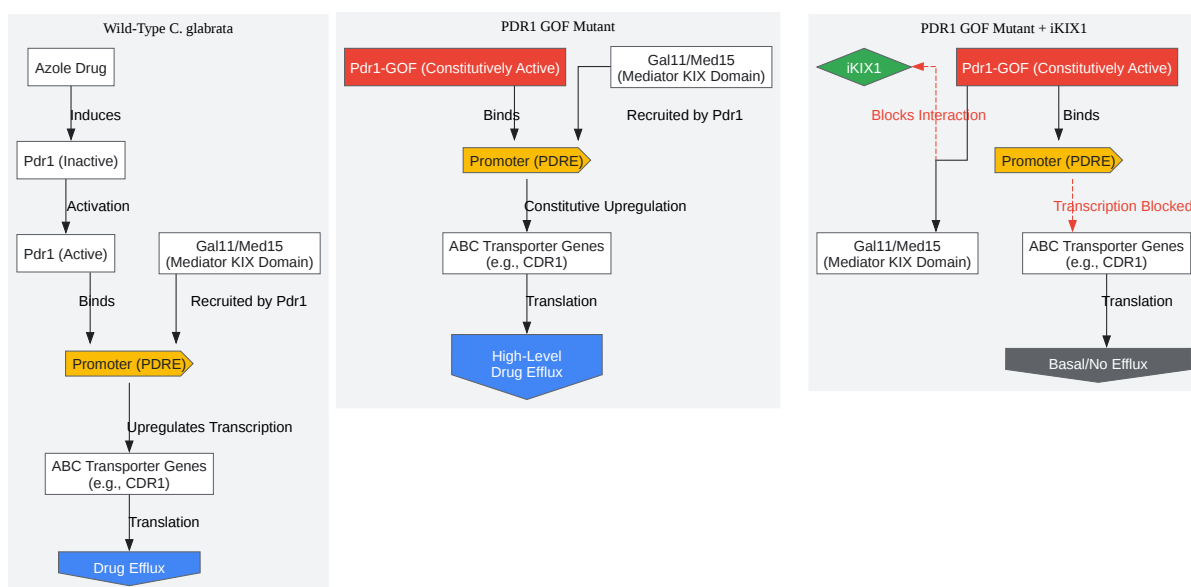 Wild-Type C. glabrata
Azole Drug
Induces
Pdr1 (Inactive)
Activation
Pdr1 (Active)
Gal11/Med15
(Mediator KIX Domain)
Binds
Recruited by Pdr1
Promoter (PDRE)
Upregulates Transcription
ABC Transporter Genes
(e.g., CDR1)
Translation
Drug Efflux
PDR1 GOF Mutant
Pdr1-GOF (Constitutively Active)
Gal11/Med15
(Mediator KIX Domain)
Binds
Recruited by Pdr1
Promoter (PDRE)
Constitutive Upregulation
ABC Transporter Genes
(e.g., CDR1)
Translation
High-Level
Drug Efflux
PDR1 GOF Mutant + iKIX1
iKIX1
Pdr1-GOF (Constitutively Active)
Blocks Interaction
Binds
Promoter (PDRE)
Transcription Blocked
Gal11/Med15
(Mediator KIX Domain)
ABC Transporter Genes
(e.g., CDR1)
Translation
Basal/No Efflux